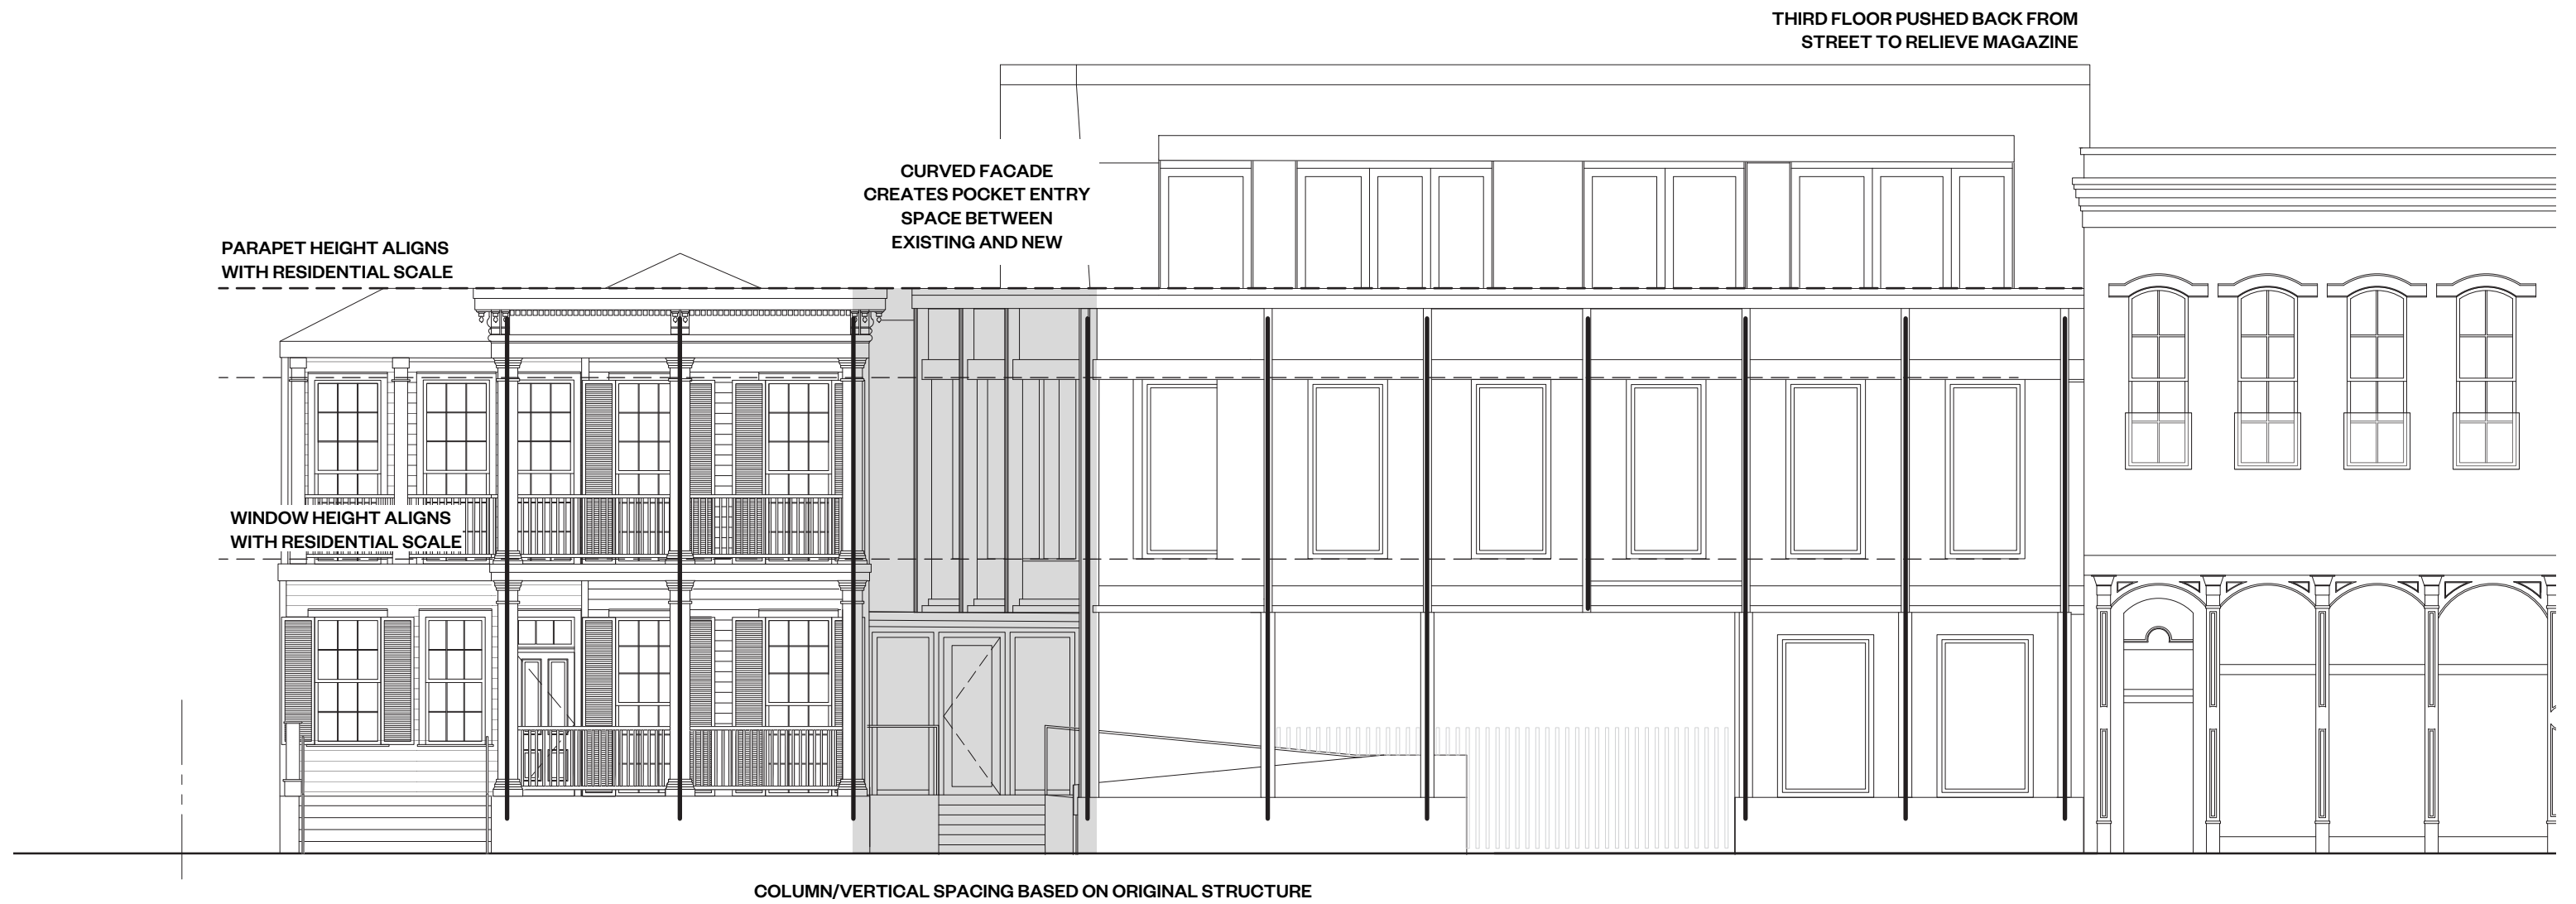 THIRD FLOOR PUSHED BACK FROM
STREET TO RELIEVE MAGAZINE
CURVED FACADE
CREATES POCKET ENTRY
SPACE BETWEEN
EXISTING AND NEW
PARAPET HEIGHT ALIGNS
WITH RESIDENTIAL SCALE
WINDOW HEIGHT ALIGNS
WITH RESIDENTIAL SCALE
COLUMN/VERTICAL SPACING BASED ON ORIGINAL STRUCTURE